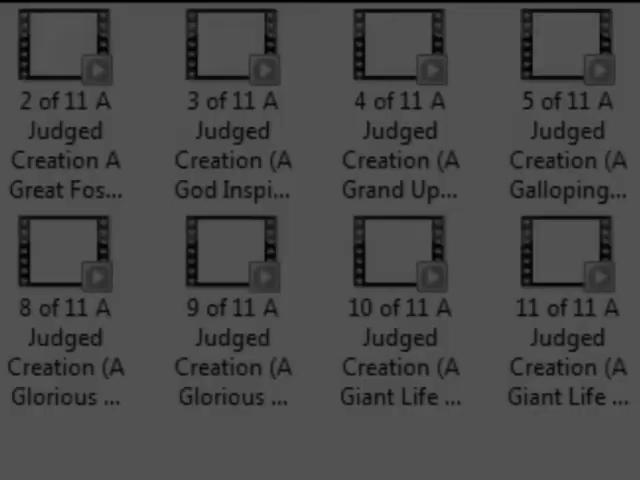 2 of 11 A
Judged
Creation A
Great Fos...
3 of 11 A
Judged
Creation (A
God Inspi...
4 of 11 A
Judged
Creation (A
Grand Up...
5 of 11 A
Judged
Creation (A
Galloping...
8 of 11 A
Judged
Creation (A
Glorious ...
9 of 11 A
Judged
Creation (A
Glorious ...
10 of 11 A
Judged
Creation (A
Giant Life ...
11 of 11 A
Judged
Creation (A
Giant Life ...